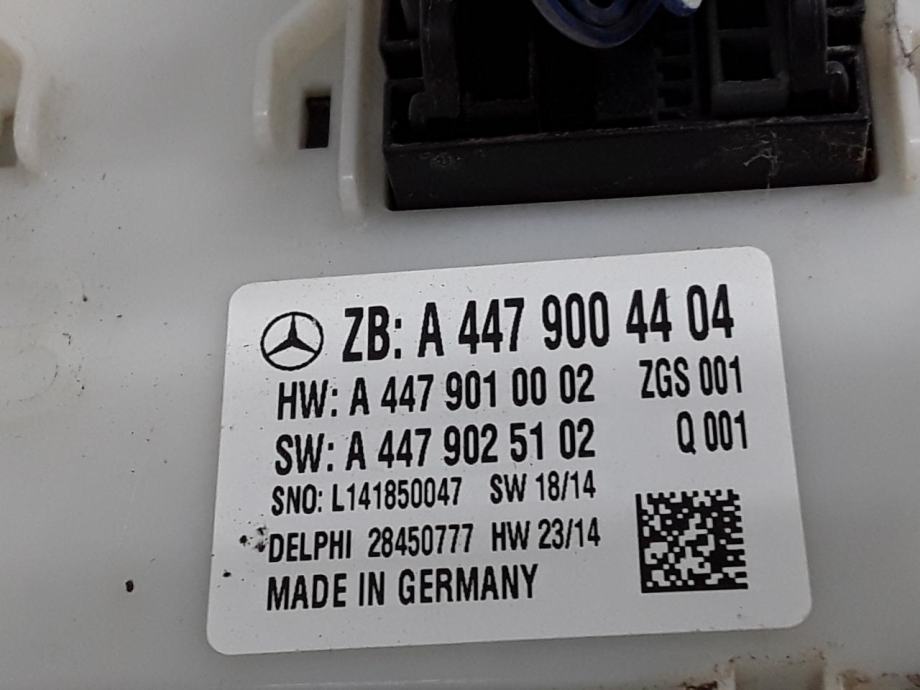 ZB: A 447 900 44 04
HW: A 447 901 00 02 ZGS 001
SW: A 447 902 51 02 Q 001
SNO: L141850047 SW 18/14
DELPHI 28450777 HW 23/14
MADE IN GERMANY